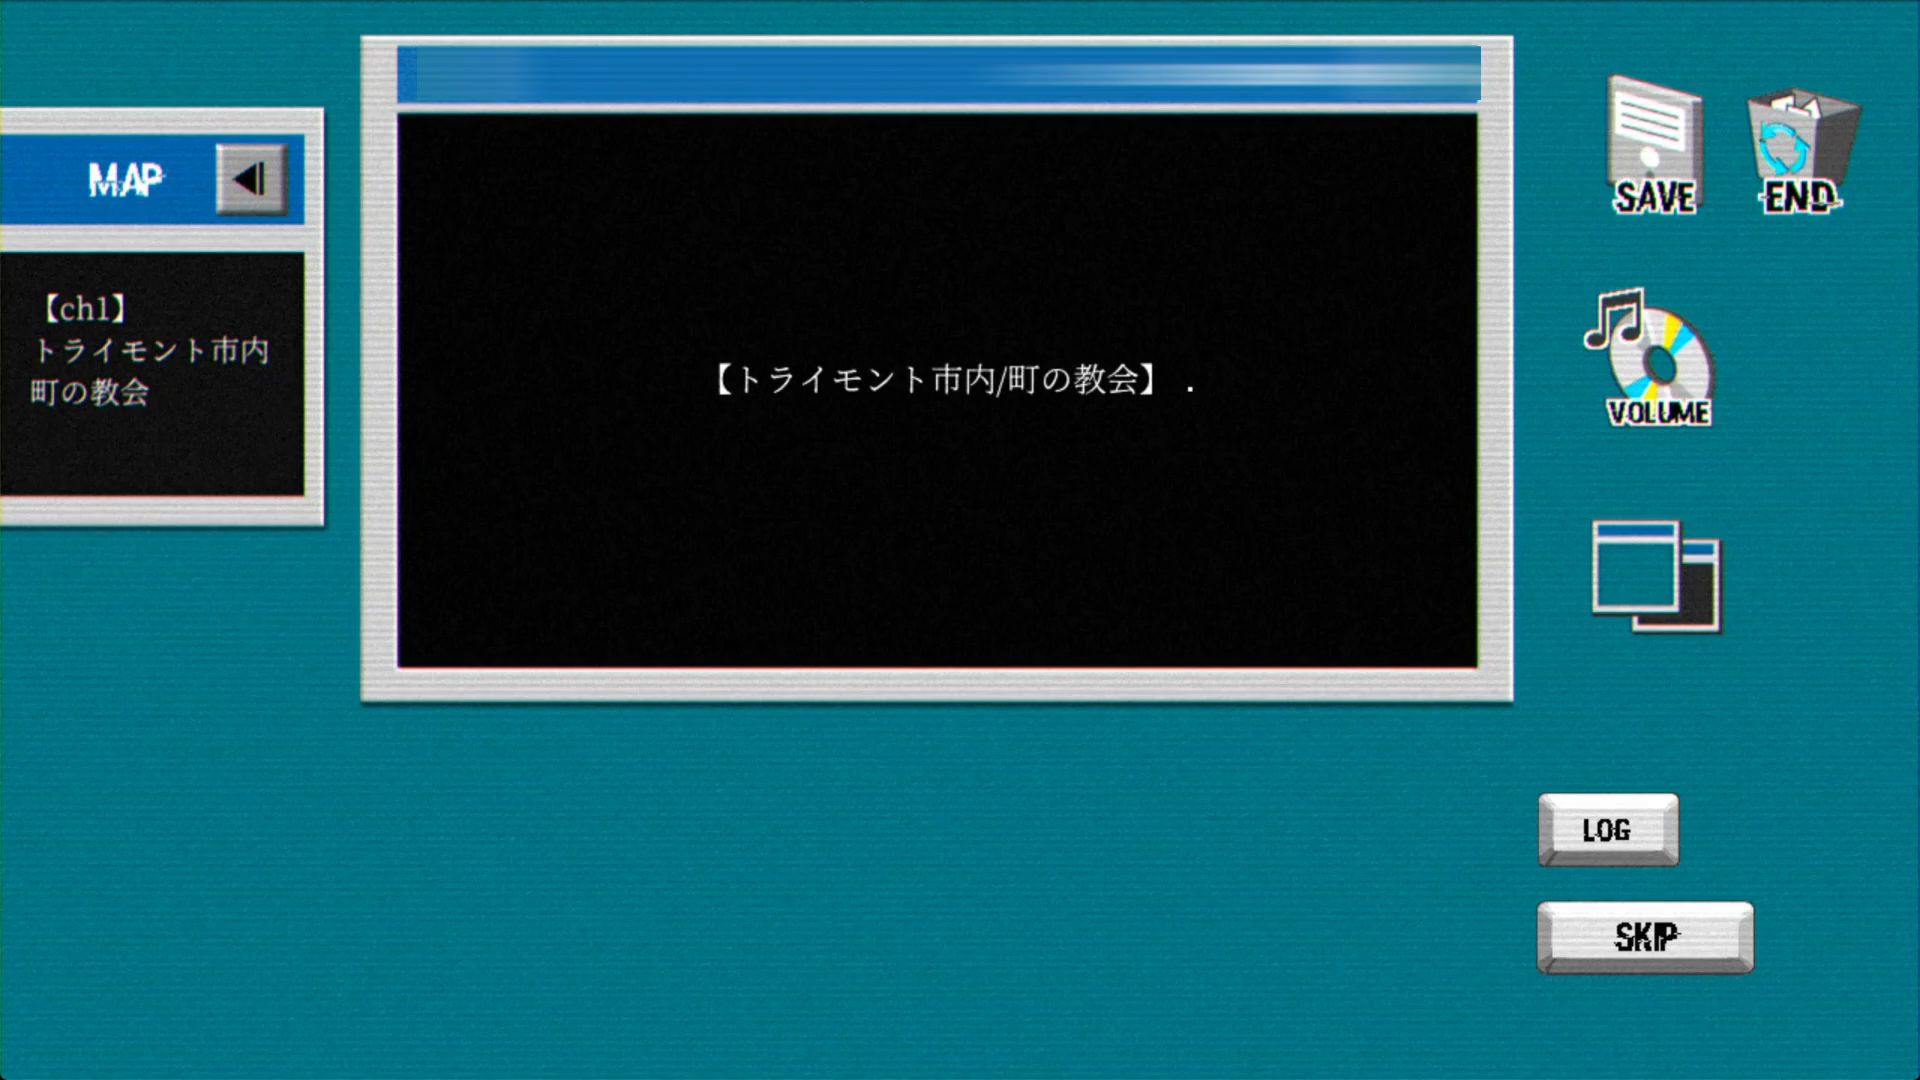 MAP
【ch1】
トライモント市内
町の教会
【トライモント市内/町の教会】 .
SAVE
END
VOLUME
LOG
SKIP